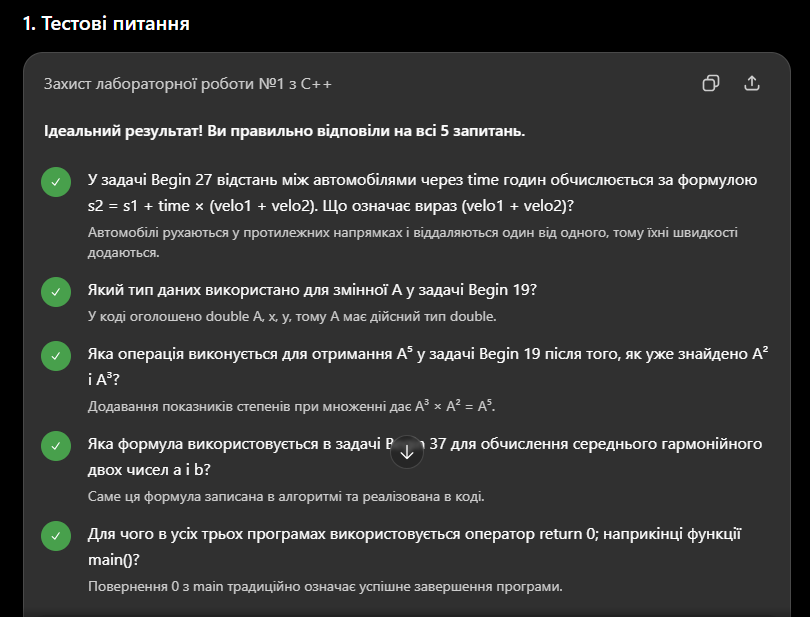 1. Тестові питання
Захист лабораторної роботи №1 з C++
Ідеальний результат! Ви правильно відповіли на всі 5 запитань.
У задачі Begin 27 відстань між автомобілями через time годин обчислюється за формулою
s2 = s1 + time × (velo1 + velo2). Що означає вираз (velo1 + velo2)?
Автомобілі рухаються у протилежних напрямках і віддаляються один від одного, тому їхні швидкості
додаються.
Який тип даних використано для змінної A у задачі Begin 19?
У коді оголошено double A, x, y, тому A має дійсний тип double.
Яка операція виконується для отримання A⁵ у задачі Begin 19 після того, як уже знайдено A²
і A³?
Додавання показників степенів при множенні дає A³ × A² = A⁵.
Яка формула використовується в задачі 37 для обчислення середнього гармонійного
двох чисел a і b?
Саме ця формула записана в алгоритмі та реалізована в коді.
Для чого в усіх трьох програмах використовується оператор return 0; наприкінці функції
main()?
Повернення 0 з main традиційно означає успішне завершення програми.